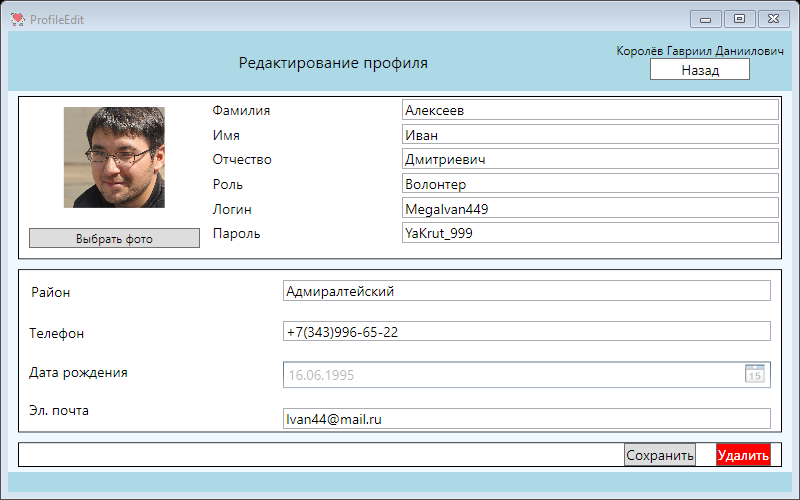 ProfileEdit
Королёв Гавриил Даниилович
Редактирование профиля
Назад
Фамилия Алексеев
Имя Иван
Отчество Дмитриевич
Роль Волонтер
Логин MegaIvan449
Пароль YaKrut_999
Выбрать фото
Район Адмиралтейский
Телефон +7(343)996-65-22
Дата рождения 16.06.1995 15
Эл. почта Ivan44@mail.ru
Сохранить Удалить